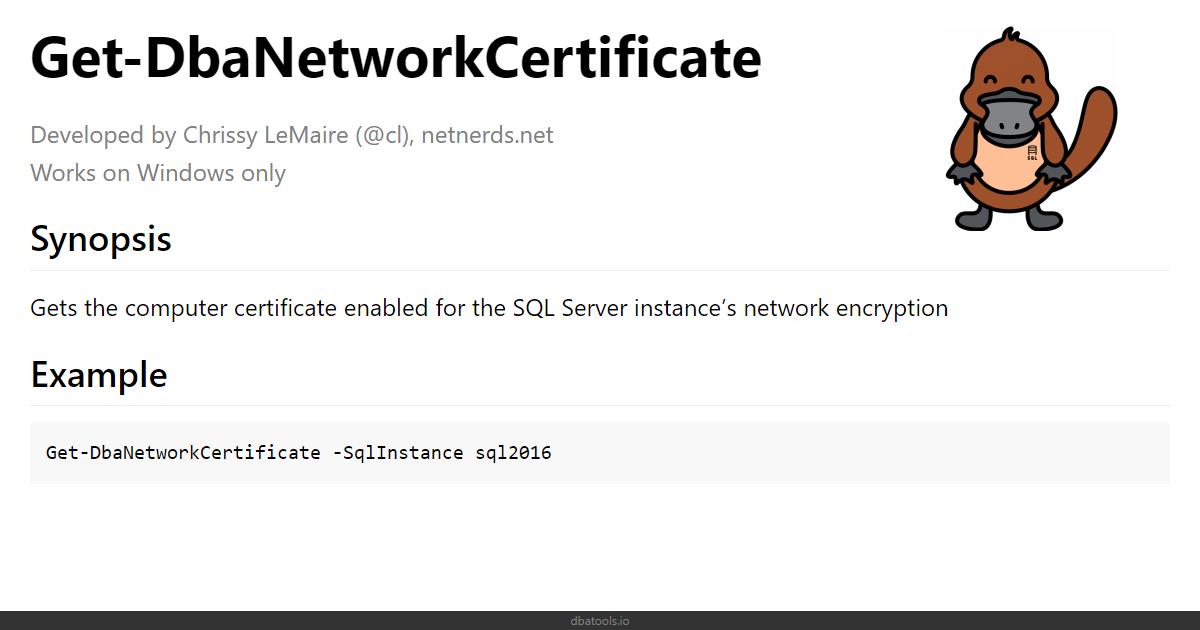 Get-DbaNetworkCertificate
Developed by Chrissy LeMaire (@cl), netnerds.net
Works on Windows only
SQL
Synopsis
Gets the computer certificate enabled for the SQL Server instance’s network encryption
Example
Get-DbaNetworkCertificate -SqlInstance sql2016
dbatools.io